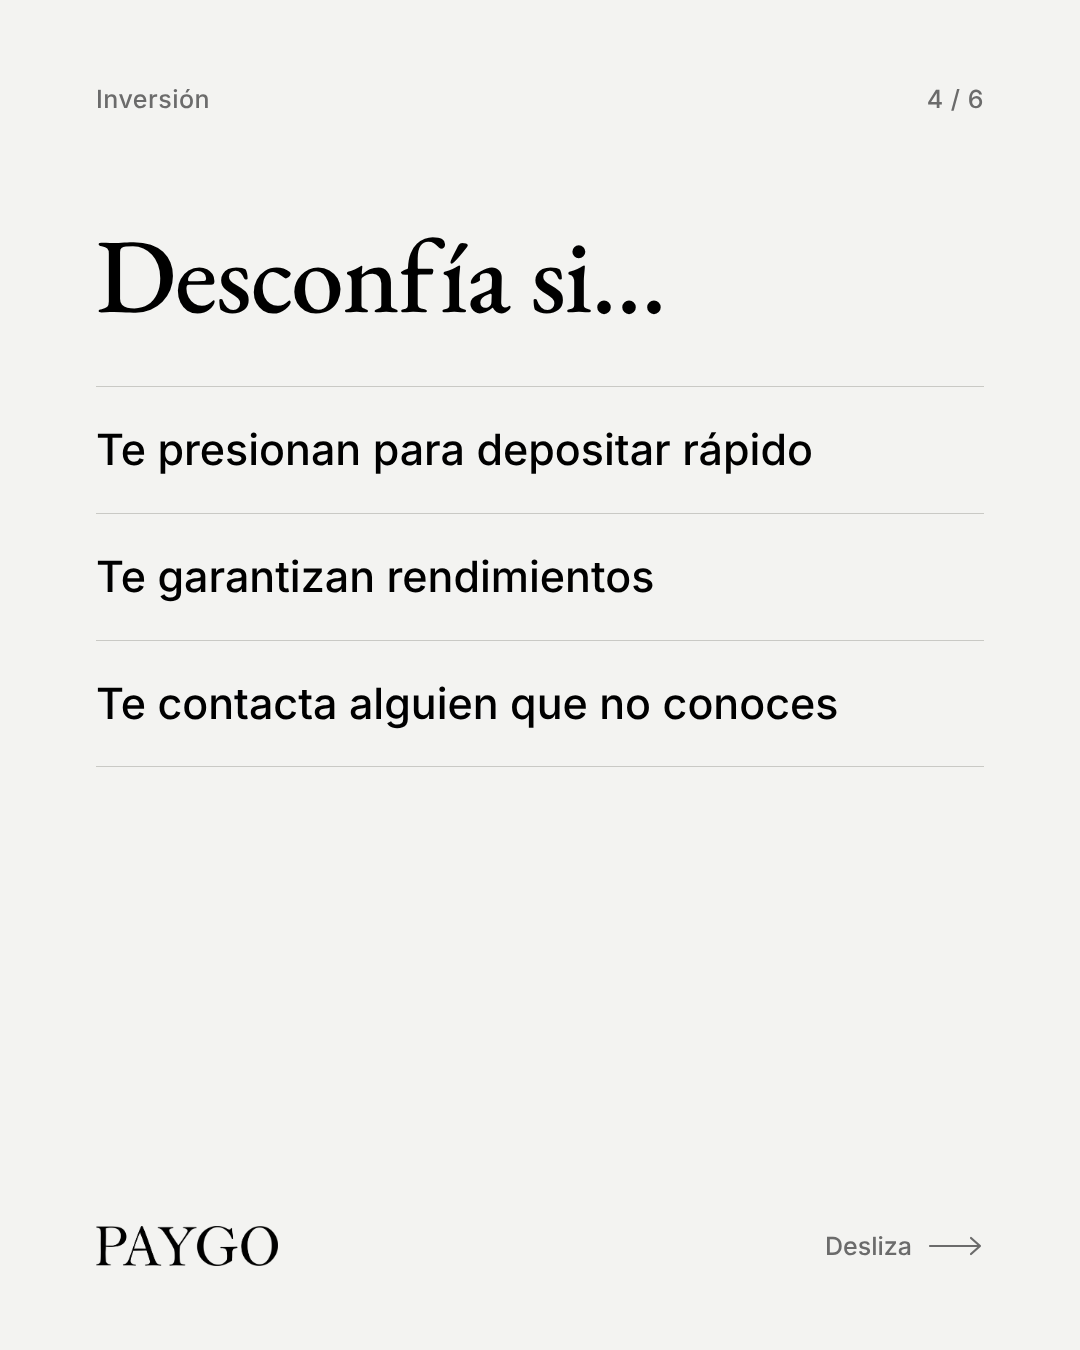 Inversión
4 / 6
Desconfía si...
Te presionan para depositar rápido
Te garantizan rendimientos
Te contacta alguien que no conoces
PAYGO
Desliza